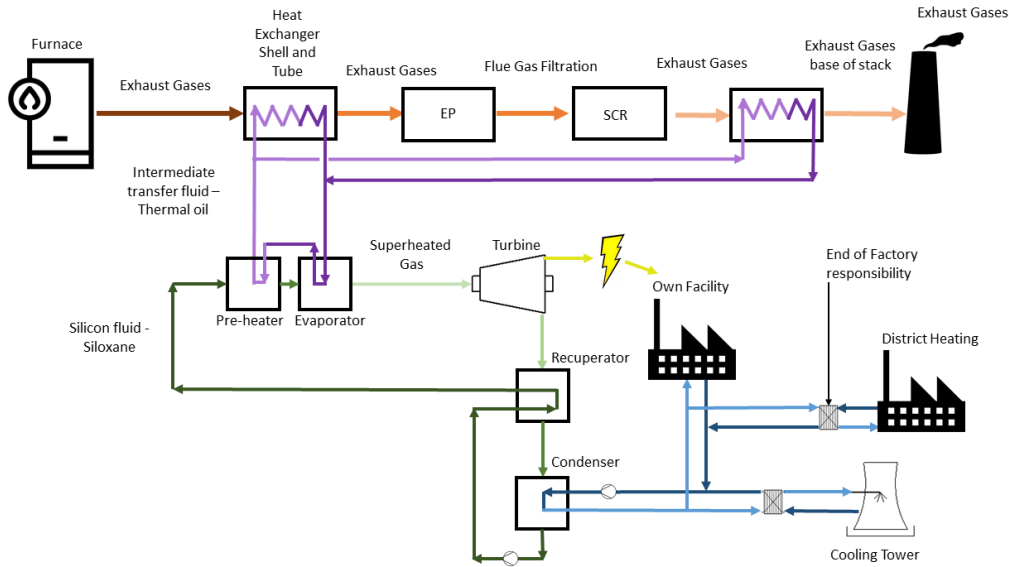 Exhaust Gases
Heat
Exchanger
Shell and
Tube
Furnace
Exhaust Gases
base of stack
Exhaust Gases
Exhaust Gases
Flue Gas Filtration
Exhaust Gases
EP
SCR
Intermediate
transfer fluid –
Thermal oil
Superheated
Gas
Turbine
End of Factory
responsibility
Own Facility
Pre-heater
Evaporator
Silicon fluid -
Siloxane
District Heating
Recuperator
Condenser
Cooling Tower